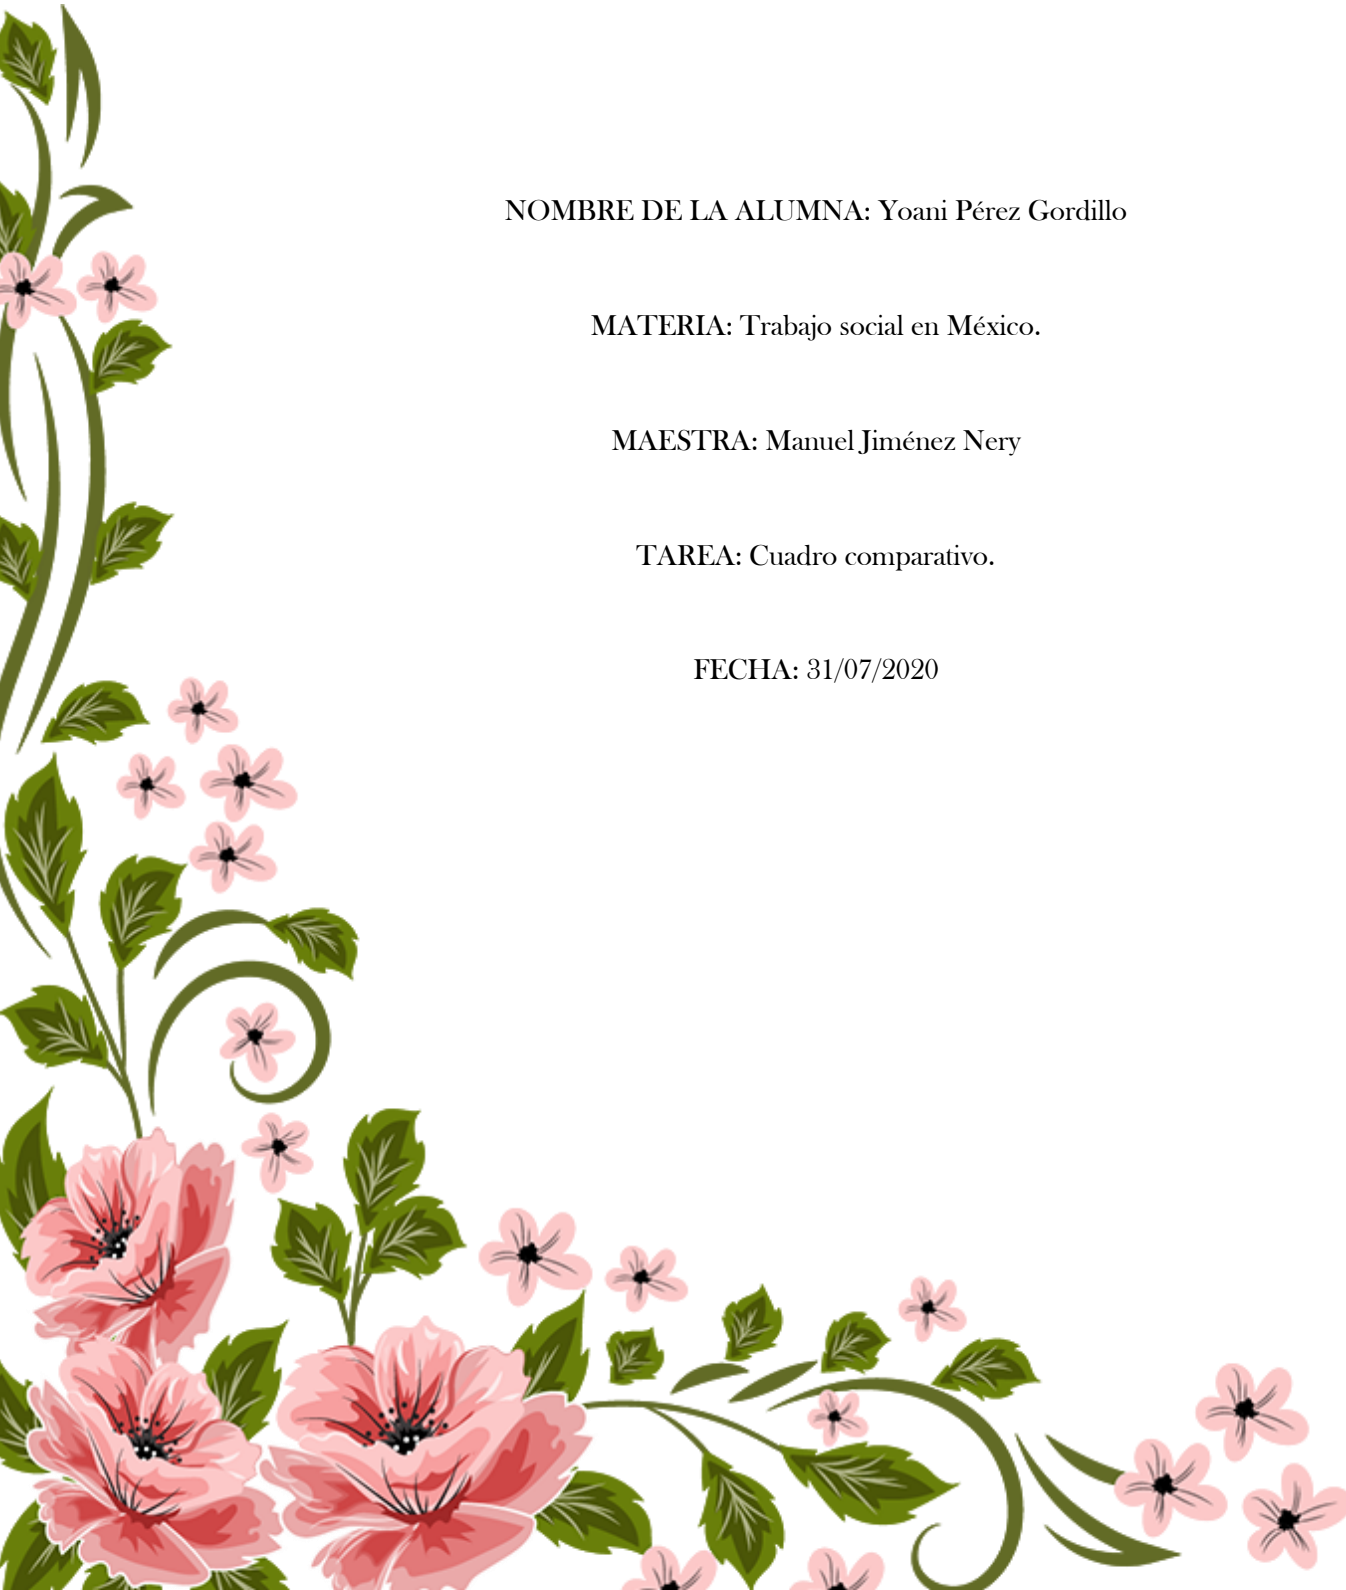 NOMBRE DE LA ALUMNA: Yoani Pérez Gordillo
MATERIA: Trabajo social en México.
MAESTRA: Manuel Jiménez Nery
TAREA: Cuadro comparativo.
FECHA: 31/07/2020